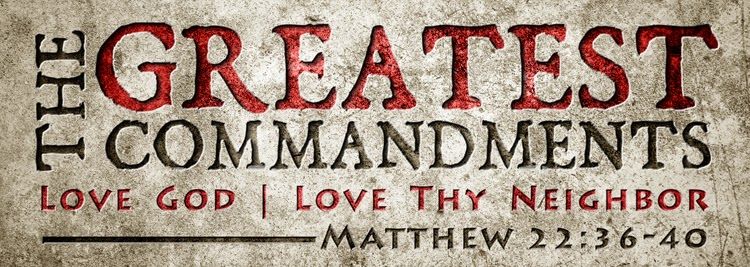 THE
GREATEST
COMMANDMENTS
LOVE GOD | LOVE THY NEIGHBOR
MATTHEW 22:36-40